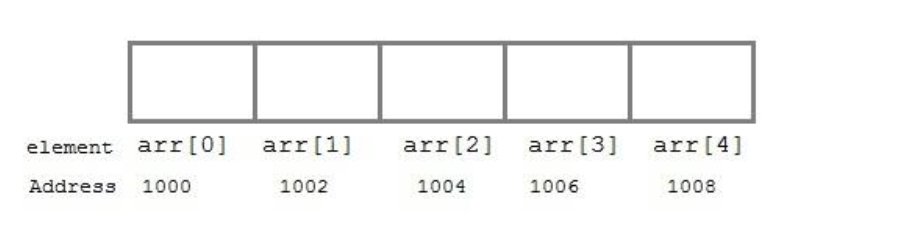 element arr[0] arr[1] arr[2] arr[3] arr[4]
Address 1000 1002 1004 1006 1008